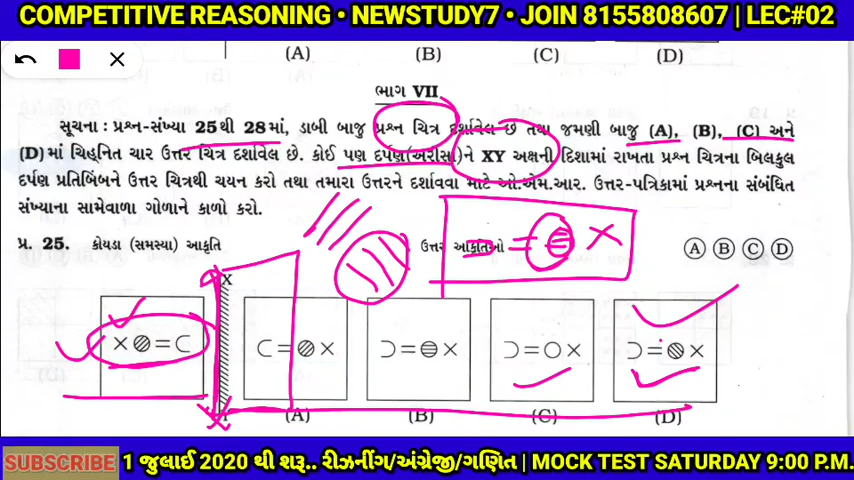 COMPETITIVE REASONING • NEWSTUDY7 • JOIN 8155808607 | LEC#02
(A) (B) (C) (D)
ભાગ VII
સૂચના : પ્રશ્ન-સંખ્યા 25થી 28માં, ડાબી બાજુ પ્રશ્ન ચિત્ર દર્શાવેલ છે તથા જમણી બાજુ (A), (B), (C) અને
(D)માં ચિહ્નિત ચાર ઉત્તર ચિત્ર દર્શાવેલ છે. કોઈ પણ દર્પણ(અરીસા)ને XY અક્ષની દિશામાં રાખતા પ્રશ્ન ચિત્રના બિલકુલ
દર્પણ પ્રતિબિંબને ઉત્તર ચિત્રથી ચયન કરો તથા તમારા ઉત્તરને દર્શાવવા માટે ઓ.એમ.આર. ઉત્તર-પત્રિકામાં પ્રશ્નના સંબંધિત
સંખ્યાના સામેવાળા ગોળાને કાળો કરો.
પ્ર. 25. કોયડા (સમસ્યા) આકૃતિ ઉત્તર આકૃતિઓ A B C D
X
(A) (B) (C) (D)
SUBSCRIBE 1 જુલાઈ 2020 થી શરૂ.. રીઝનીંગ/અંગ્રેજી/ગણિત | MOCK TEST SATURDAY 9:00 P.M.